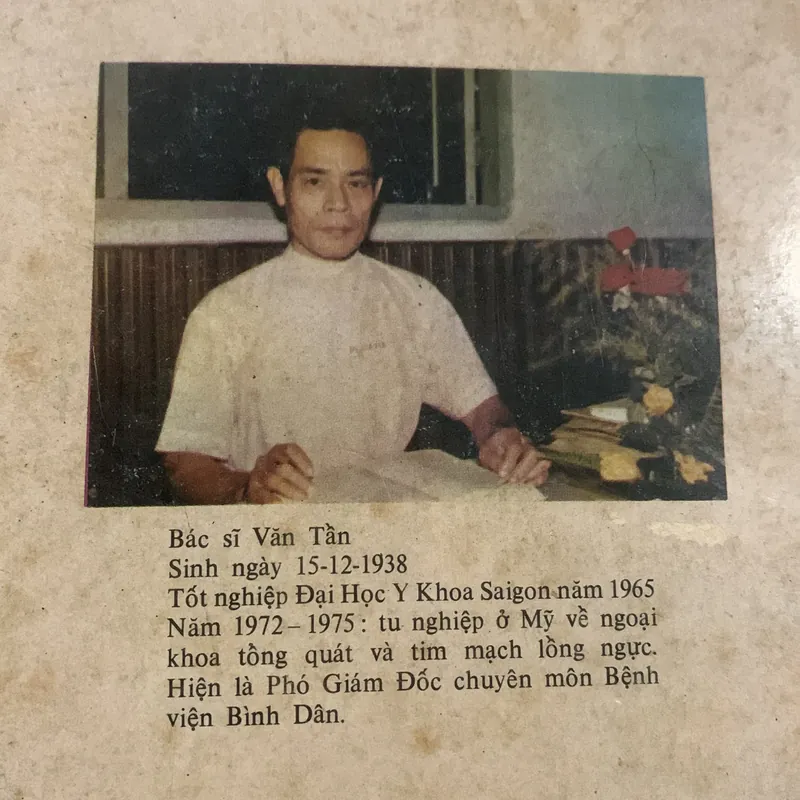 Bác sĩ Văn Tần
Sinh ngày 15-12-1938
Tốt nghiệp Đại Học Y Khoa Saigon năm 1965
Năm 1972 – 1975 : tu nghiệp ở Mỹ về ngoại
khoa tổng quát và tim mạch lồng ngực.
Hiện là Phó Giám Đốc chuyên môn Bệnh
viện Bình Dân.